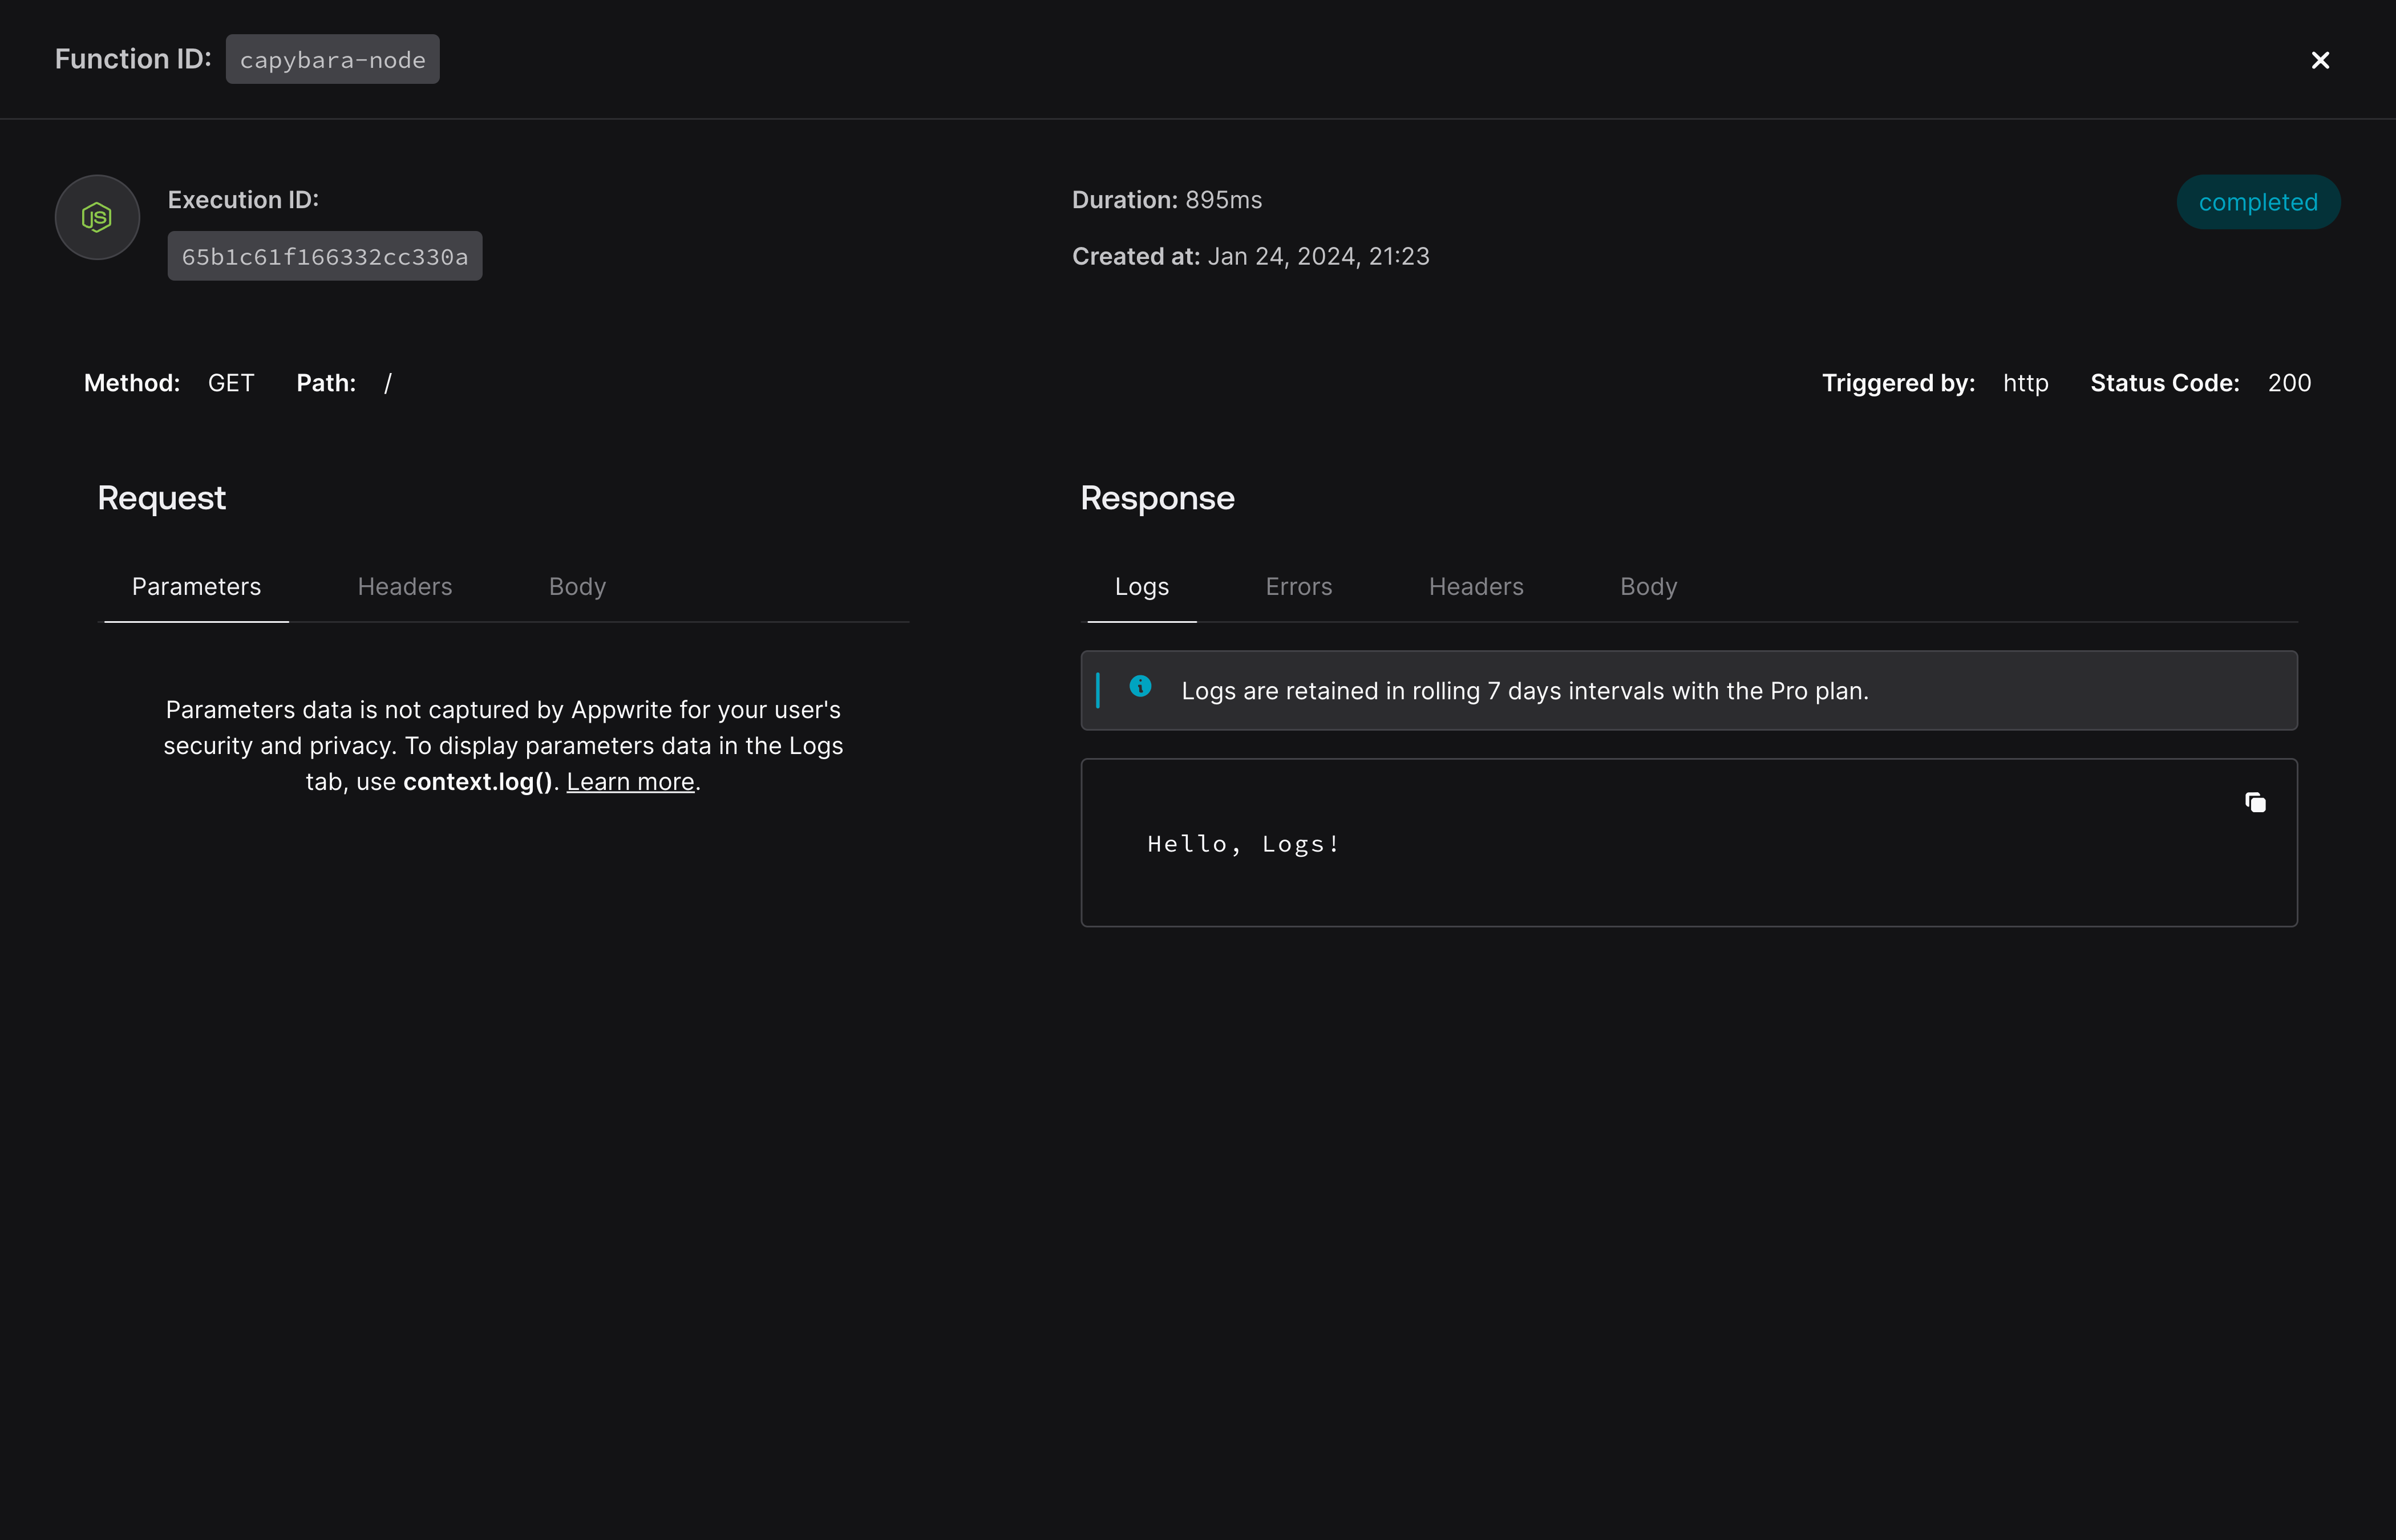 Function ID: capybara-node
JS
Execution ID:
65b1c61f166332cc330a
Duration: 895ms
Created at: Jan 24, 2024, 21:23
completed
Method: GET Path: /
Triggered by: http Status Code: 200
Request
Parameters Headers Body
Parameters data is not captured by Appwrite for your user's
security and privacy. To display parameters data in the Logs
tab, use context.log(). Learn more.
Response
Logs Errors Headers Body
Logs are retained in rolling 7 days intervals with the Pro plan.
Hello, Logs!